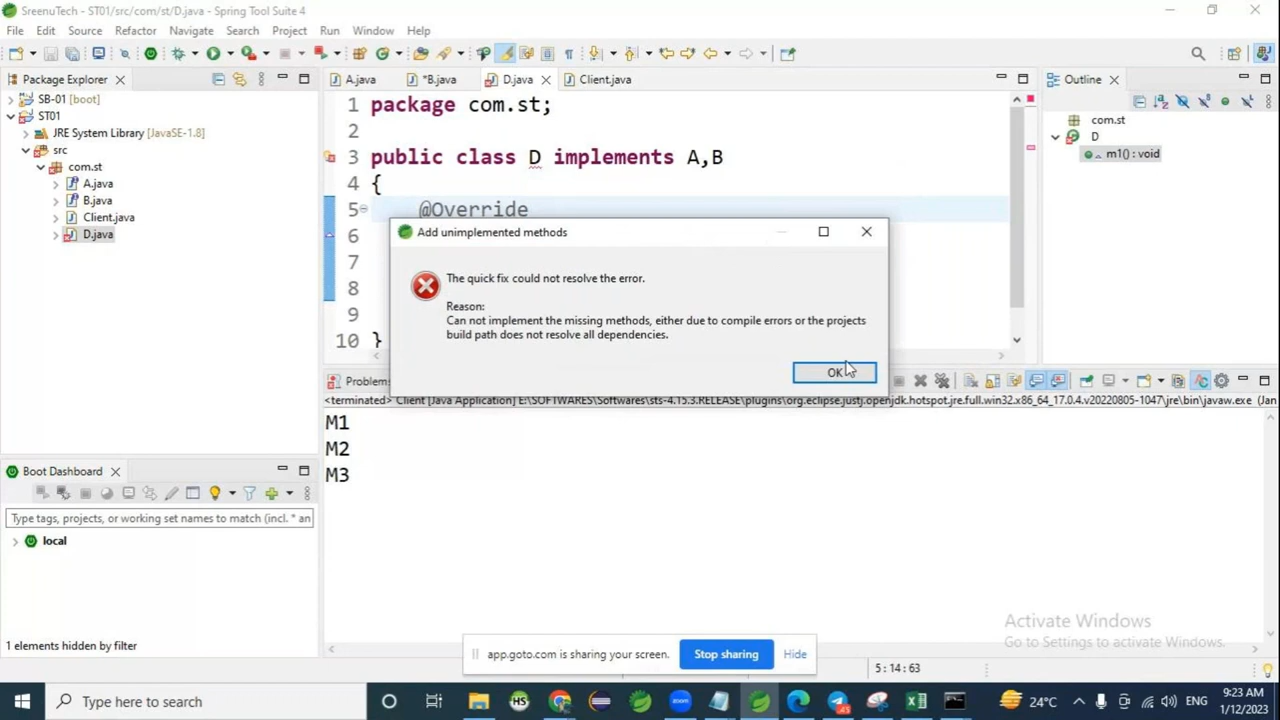 SreenuTech - ST01/src/com/st/D.java - Spring Tool Suite 4
File Edit Source Refactor Navigate Search Project Run Window Help
Package Explorer
A.java
*B.java
D.java
Client.java
Outline
SB-01 [boot]
ST01
JRE System Library [JavaSE-1.8]
src
com.st
A.java
B.java
Client.java
D.java
1 package com.st;
2
3 public class D implements A,B
4 {
5 @Override
6
7
8
9
10 }
com.st
D
m1() : void
Add unimplemented methods
The quick fix could not resolve the error.
Reason:
Can not implement the missing methods, either due to compile errors or the projects
build path does not resolve all dependencies.
OK
Problem
<terminated> Client [Java Application] E:\SOFTWARES\Softwares\sts-4.15.3.RELEASE\plugins\org.eclipse.justj.openjdk.hotspot.jre.full.win32.x86_64_17.0.4.v20220805-1047\jre\bin\javaw.exe (Jan
M1
M2
M3
Boot Dashboard
Type tags, projects, or working set names to match (incl. * an
local
1 elements hidden by filter
Activate Windows
Go to Settings to activate Windows.
app.goto.com is sharing your screen.
Stop sharing
Hide
5 : 14 : 63
Type here to search
HS
zoom
24°C
ENG
9:23 AM
1/12/2023